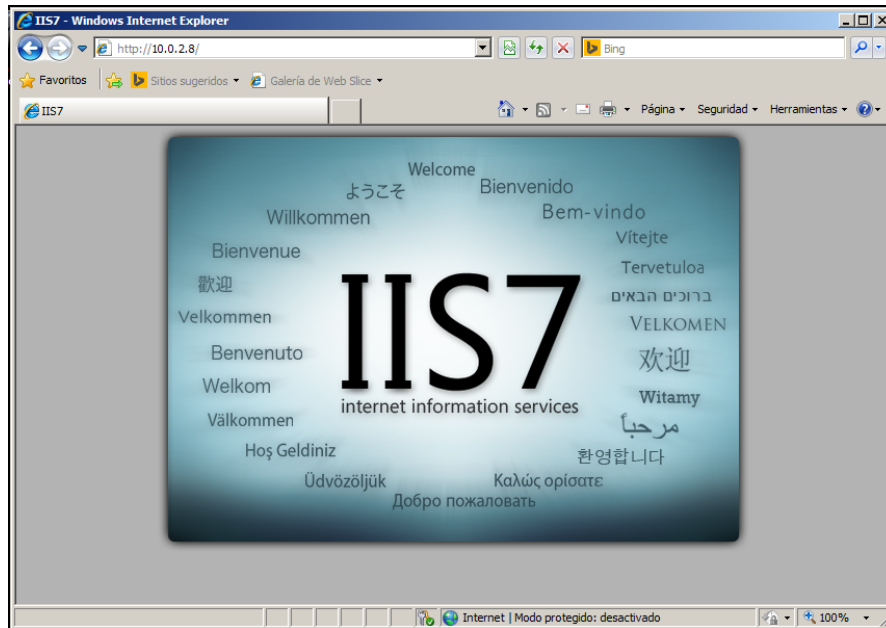 IIS7 - Windows Internet Explorer
http://10.0.2.8/
Bing
Favoritos
Sitios sugeridos
Galería de Web Slice
IIS7
Página
Seguridad
Herramientas
Welcome
ようこそ
Bienvenido
Willkommen
Bem-vindo
Bienvenue
Vítejte
歡迎
Tervetuloa
ברוכים הבאים
Velkommen
VELKOMEN
Benvenuto
欢迎
Welkom
Witamy
Välkommen
مرحباً
Hoş Geldiniz
환영합니다
Üdvözöljük
Καλώς ορίσατε
Добро пожаловать
IIS7
internet information services
Internet | Modo protegido: desactivado
100%